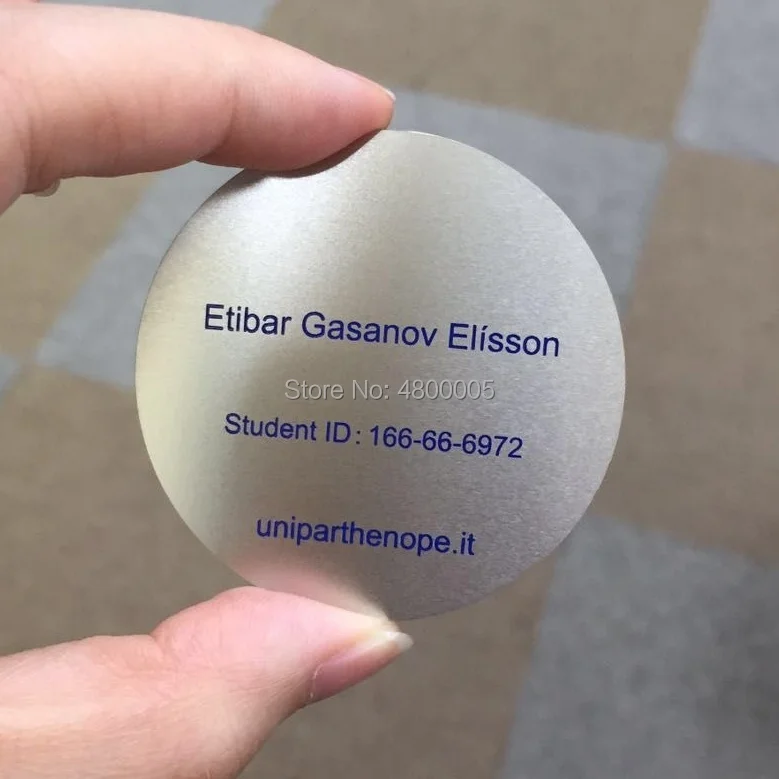 Etibar Gasanov Elísson
Store No: 4800005
Student ID: 166-66-6972
uniparthenope.it